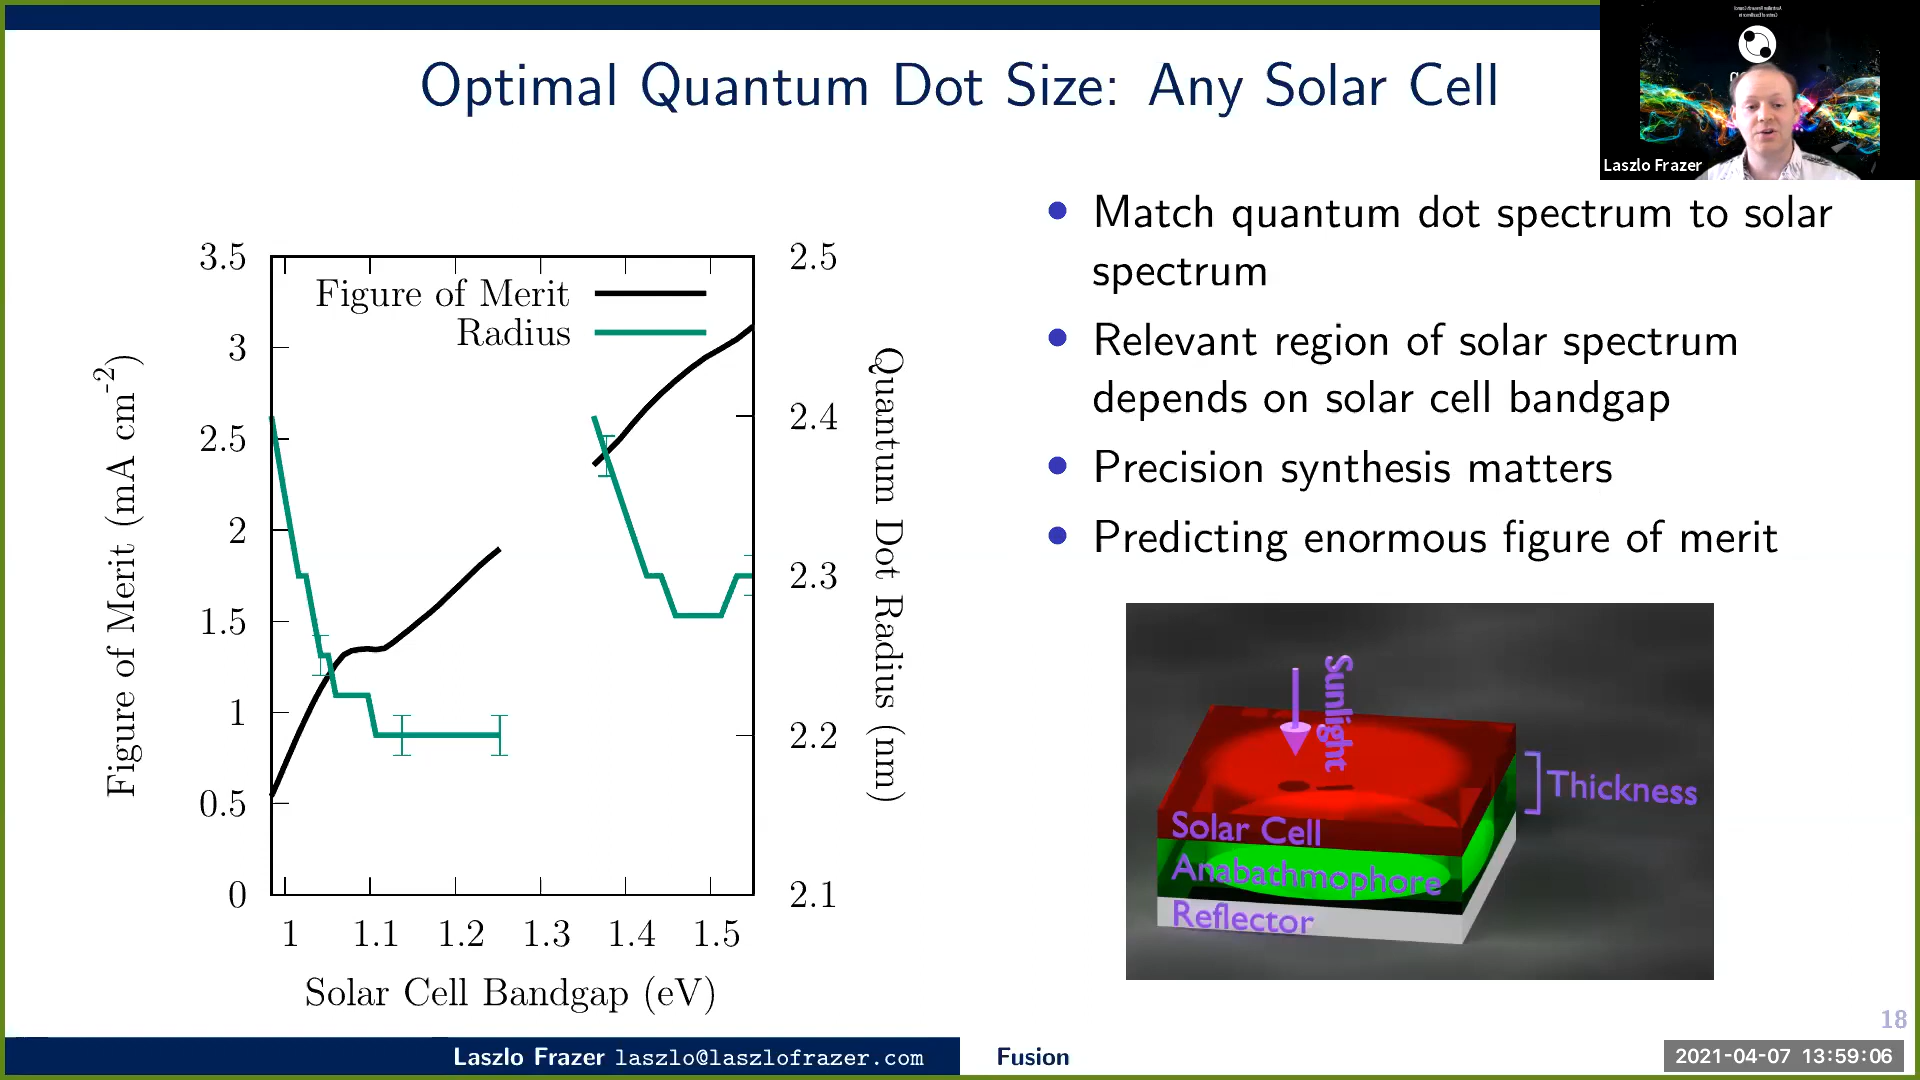 Optimal Quantum Dot Size: Any Solar Cell
Laszlo Frazer
Match quantum dot spectrum to solar
spectrum
Relevant region of solar spectrum
depends on solar cell bandgap
Precision synthesis matters
Predicting enormous figure of merit
Figure of Merit
Radius
Figure of Merit (mA cm-2)
3.5
3
2.5
2
1.5
1
0.5
0
2.5
2.4
2.3
2.2
2.1
Quantum Dot Radius (nm)
1 1.1 1.2 1.3 1.4 1.5
Solar Cell Bandgap (eV)
Sunlight
Thickness
Solar Cell
Anabathmophore
Reflector
18
Laszlo Frazer laszlo@laszlofrazer.com
Fusion
2021-04-07 13:59:06